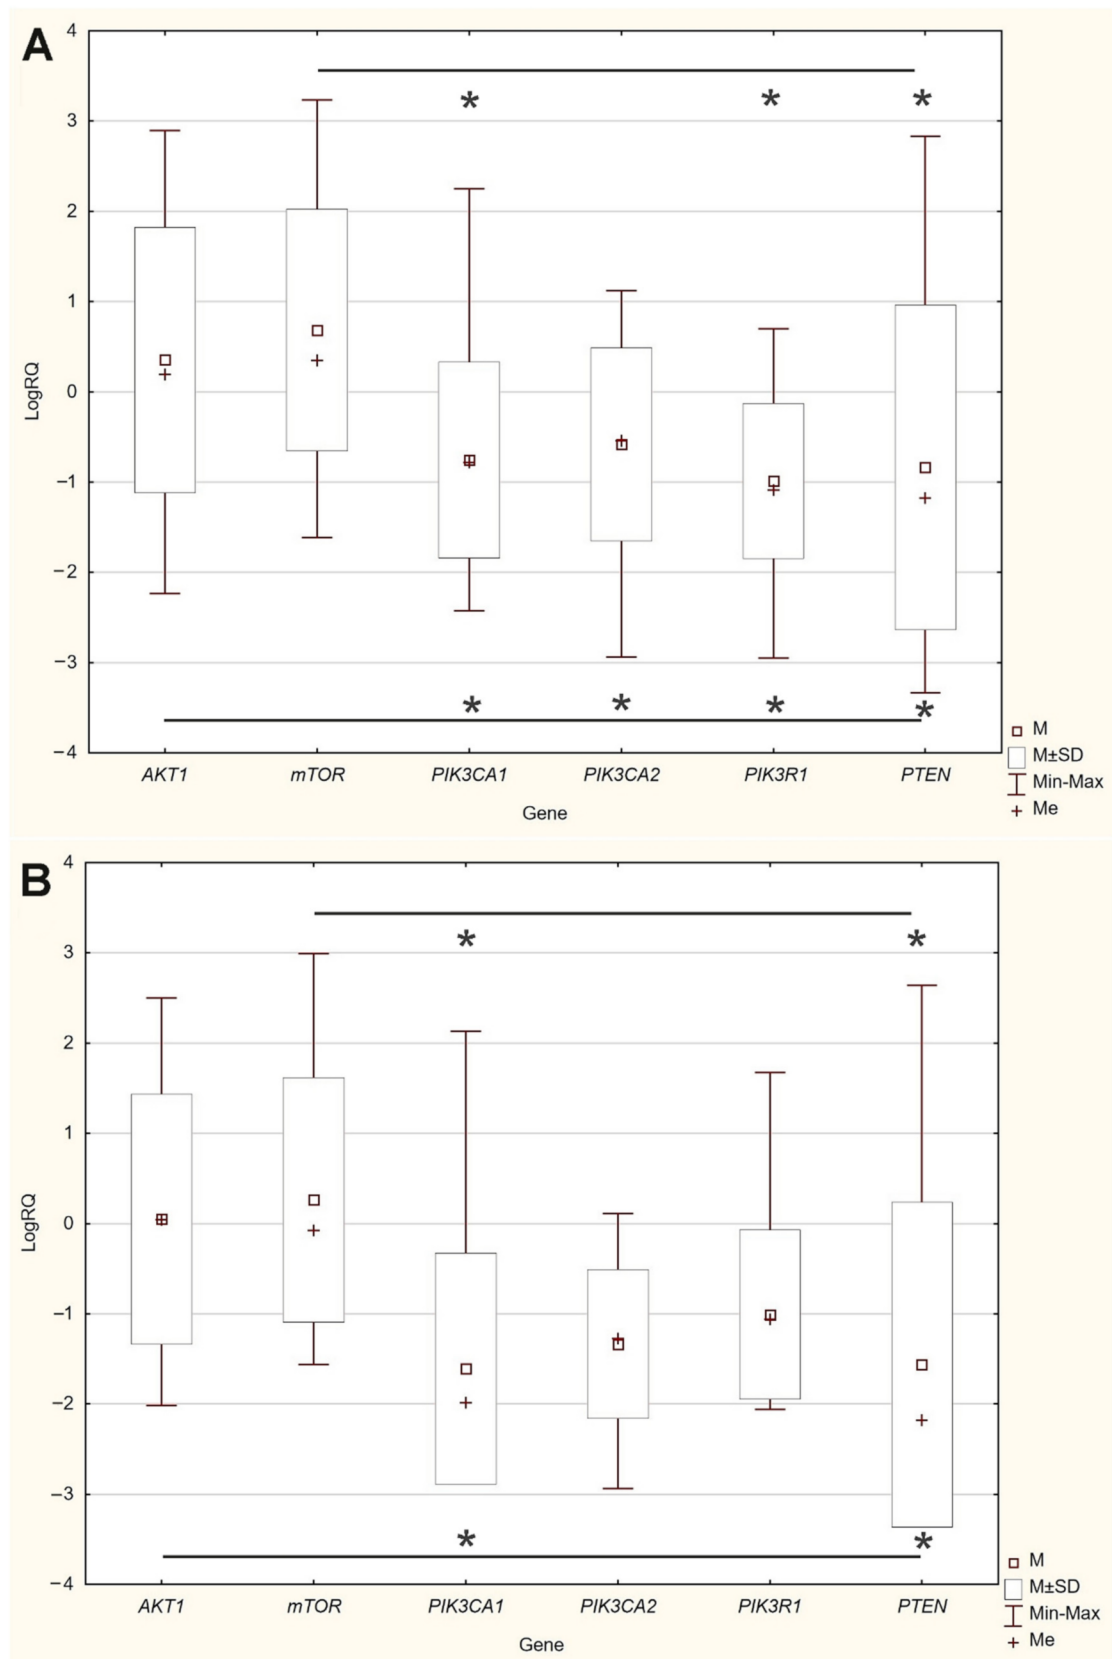 A
4
3
2
1
0
−1
−2
−3
−4
LogRQ
* * *
* * * *
AKT1 mTOR PIK3CA1 PIK3CA2 PIK3R1 PTEN
Gene
M
M±SD
Min-Max
Me
B
4
3
2
1
0
−1
−2
−3
−4
LogRQ
* *
* *
AKT1 mTOR PIK3CA1 PIK3CA2 PIK3R1 PTEN
Gene
M
M±SD
Min-Max
Me